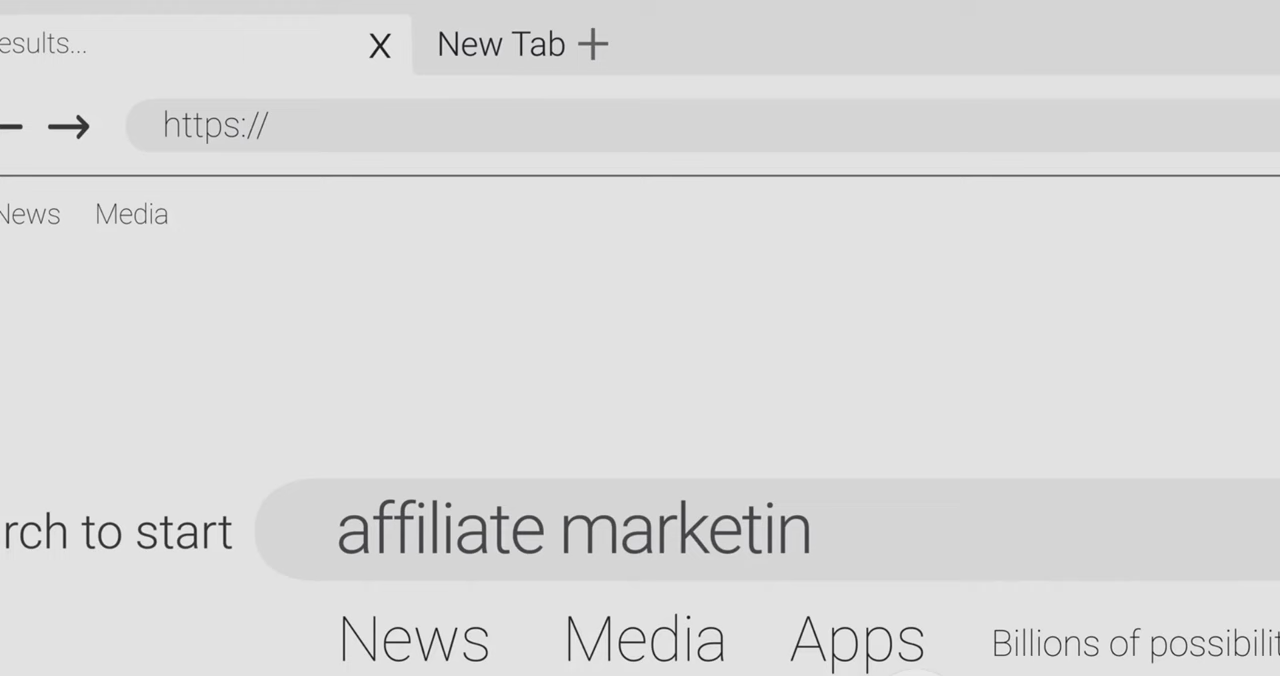 esults... X New Tab +
https://
News Media
rch to start affiliate marketin
News Media Apps Billions of possibilit